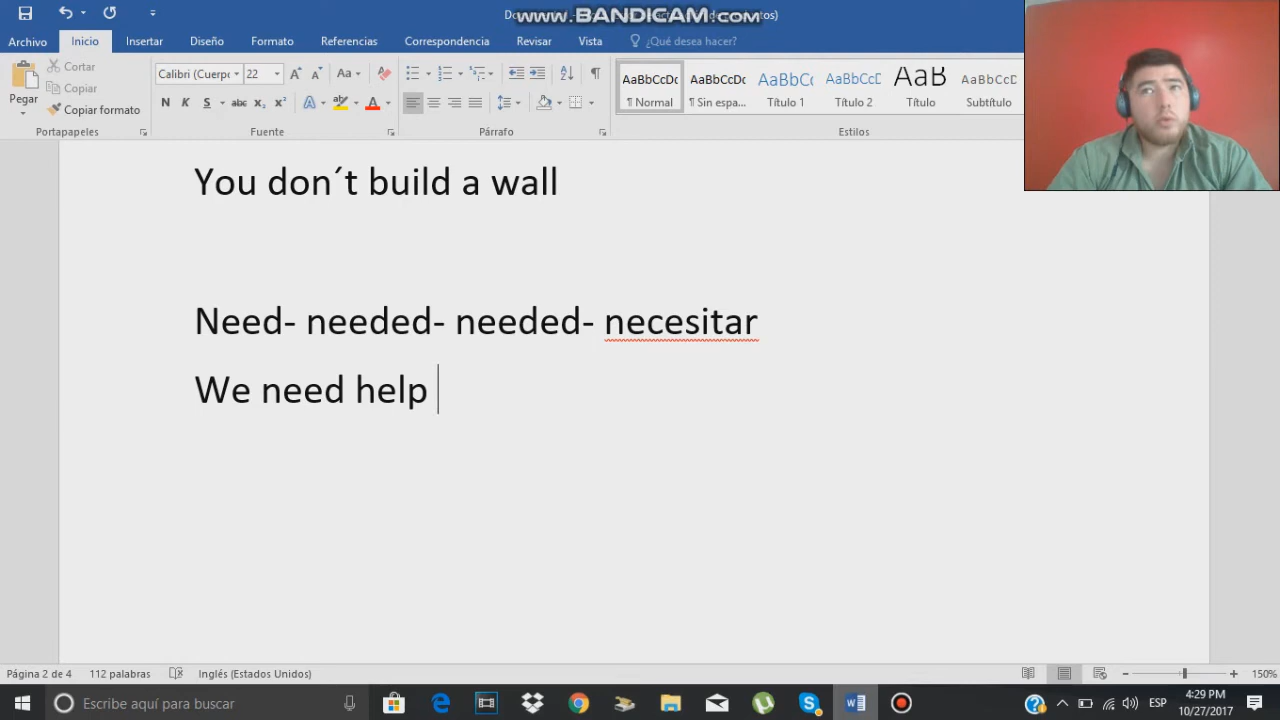 www.BANDICAM.com
Archivo Inicio Insertar Diseño Formato Referencias Correspondencia Revisar Vista ¿Qué desea hacer?
Pegar
Cortar
Copiar
Copiar formato
Portapapeles
Calibri (Cuerpo 22
Fuente
Párrafo
AaBbCcDc AaBbCcDc AaBbCc AaBbCcD AaB AaBbCcD
¶ Normal ¶ Sin espa... Título 1 Título 2 Título Subtítulo
Estilos
You don´t build a wall
Need- needed- needed- necesitar
We need help
Página 2 de 4 112 palabras Inglés (Estados Unidos) 150%
Escribe aquí para buscar
ESP
4:29 PM
10/27/2017